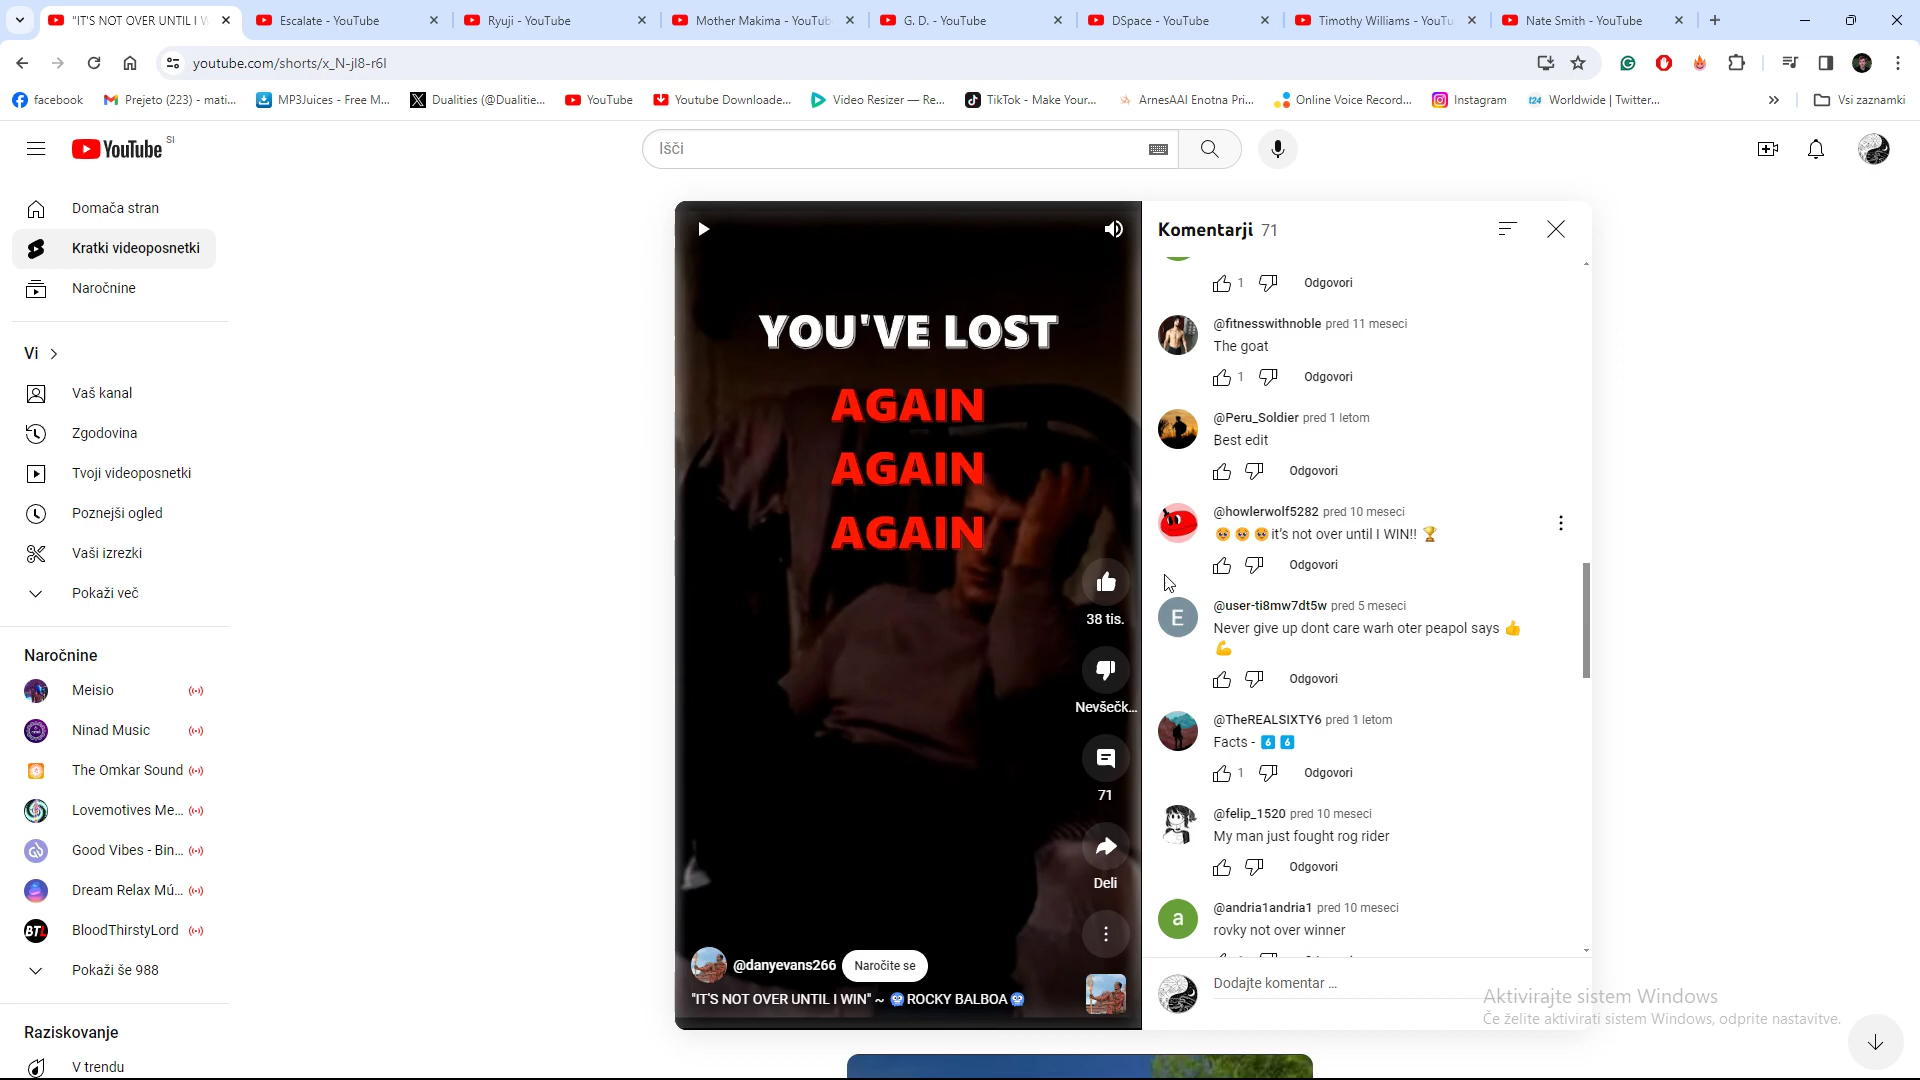 "IT'S NOT OVER UNTIL I W
Escalate - YouTube
Ryuji - YouTube
Mother Makima - YouTub
G. D. - YouTube
DSpace - YouTube
Timothy Williams - YouTu
Nate Smith - YouTube
youtube.com/shorts/x_N-jl8-r6I
facebook
Prejeto (223) - mati...
MP3Juices - Free M...
Dualities (@Dualitie...
YouTube
Youtube Downloade...
Video Resizer — Re...
TikTok - Make Your...
ArnesAAI Enotna Pri...
Online Voice Record...
Instagram
Worldwide | Twitter...
Vsi zaznamki
YouTube SI
Išči
Domača stran
Kratki videoposnetki
Naročnine
Vi
Vaš kanal
Zgodovina
Tvoji videoposnetki
Poznejši ogled
Vaši izrezki
Pokaži več
Naročnine
Meisio
Ninad Music
The Omkar Sound
Lovemotives Me...
Good Vibes - Bin...
Dream Relax Mú...
BTL
BloodThirstyLord
Pokaži še 988
Raziskovanje
V trendu
YOU'VE LOST
AGAIN
AGAIN
AGAIN
38 tis.
Nevšečk...
71
Deli
@danyevans266
Naročite se
"IT'S NOT OVER UNTIL I WIN" ~ 🥶ROCKY BALBOA🥶
Komentarji 71
1 Odgovori
@fitnesswithnoble pred 11 meseci
The goat
1 Odgovori
@Peru_Soldier pred 1 letom
Best edit
Odgovori
@howlerwolf5282 pred 10 meseci
🥺🥺🥺it's not over until I WIN!! 🏆
Odgovori
E
@user-ti8mw7dt5w pred 5 meseci
Never give up dont care warh oter peapol says 👍
💪
Odgovori
@TheREALSIXTY6 pred 1 letom
Facts - 6️⃣6️⃣
1 Odgovori
@felip_1520 pred 10 meseci
My man just fought rog rider
Odgovori
a
@andria1andria1 pred 10 meseci
rovky not over winner
Dodajte komentar ...
Aktivirajte sistem Windows
Če želite aktivirati sistem Windows, odprite nastavitve.